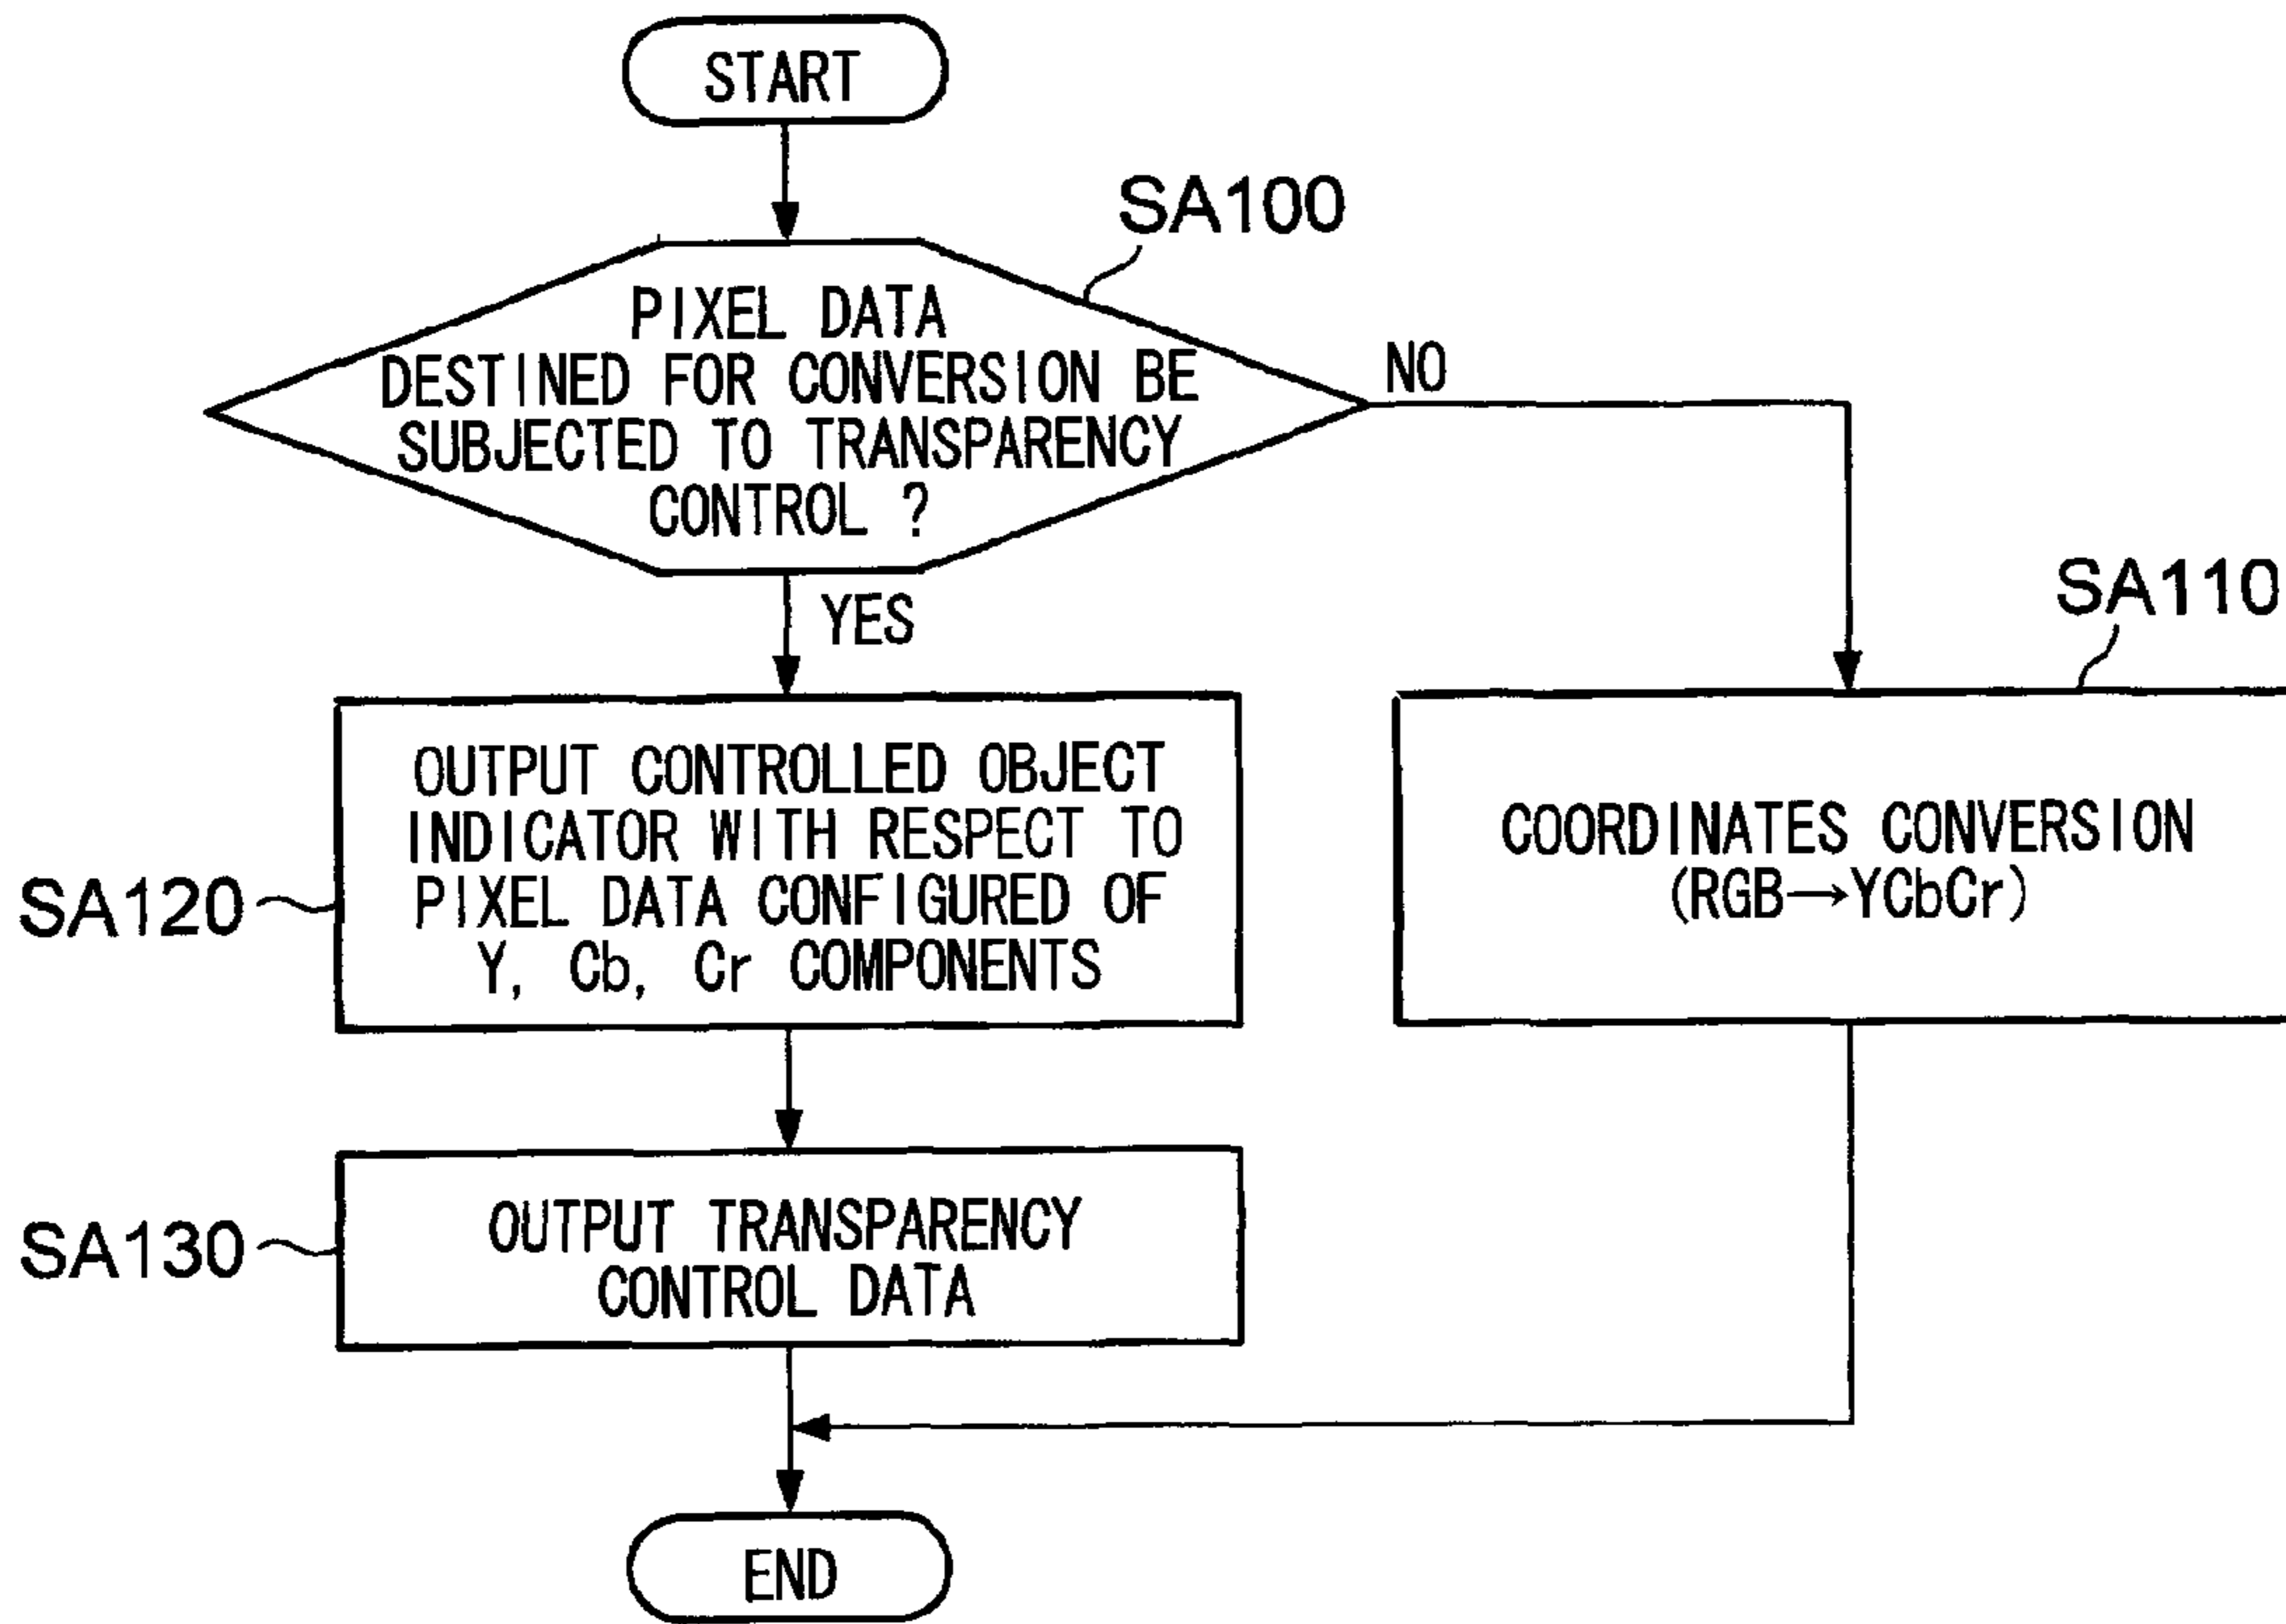 START
SA100
PIXEL DATA
DESTINED FOR CONVERSION BE
SUBJECTED TO TRANSPARENCY
CONTROL ?
NO
YES
SA110
OUTPUT CONTROLLED OBJECT
INDICATOR WITH RESPECT TO
PIXEL DATA CONFIGURED OF
Y, Cb, Cr COMPONENTS
SA120
COORDINATES CONVERSION
(RGB→YCbCr)
SA130
OUTPUT TRANSPARENCY
CONTROL DATA
END